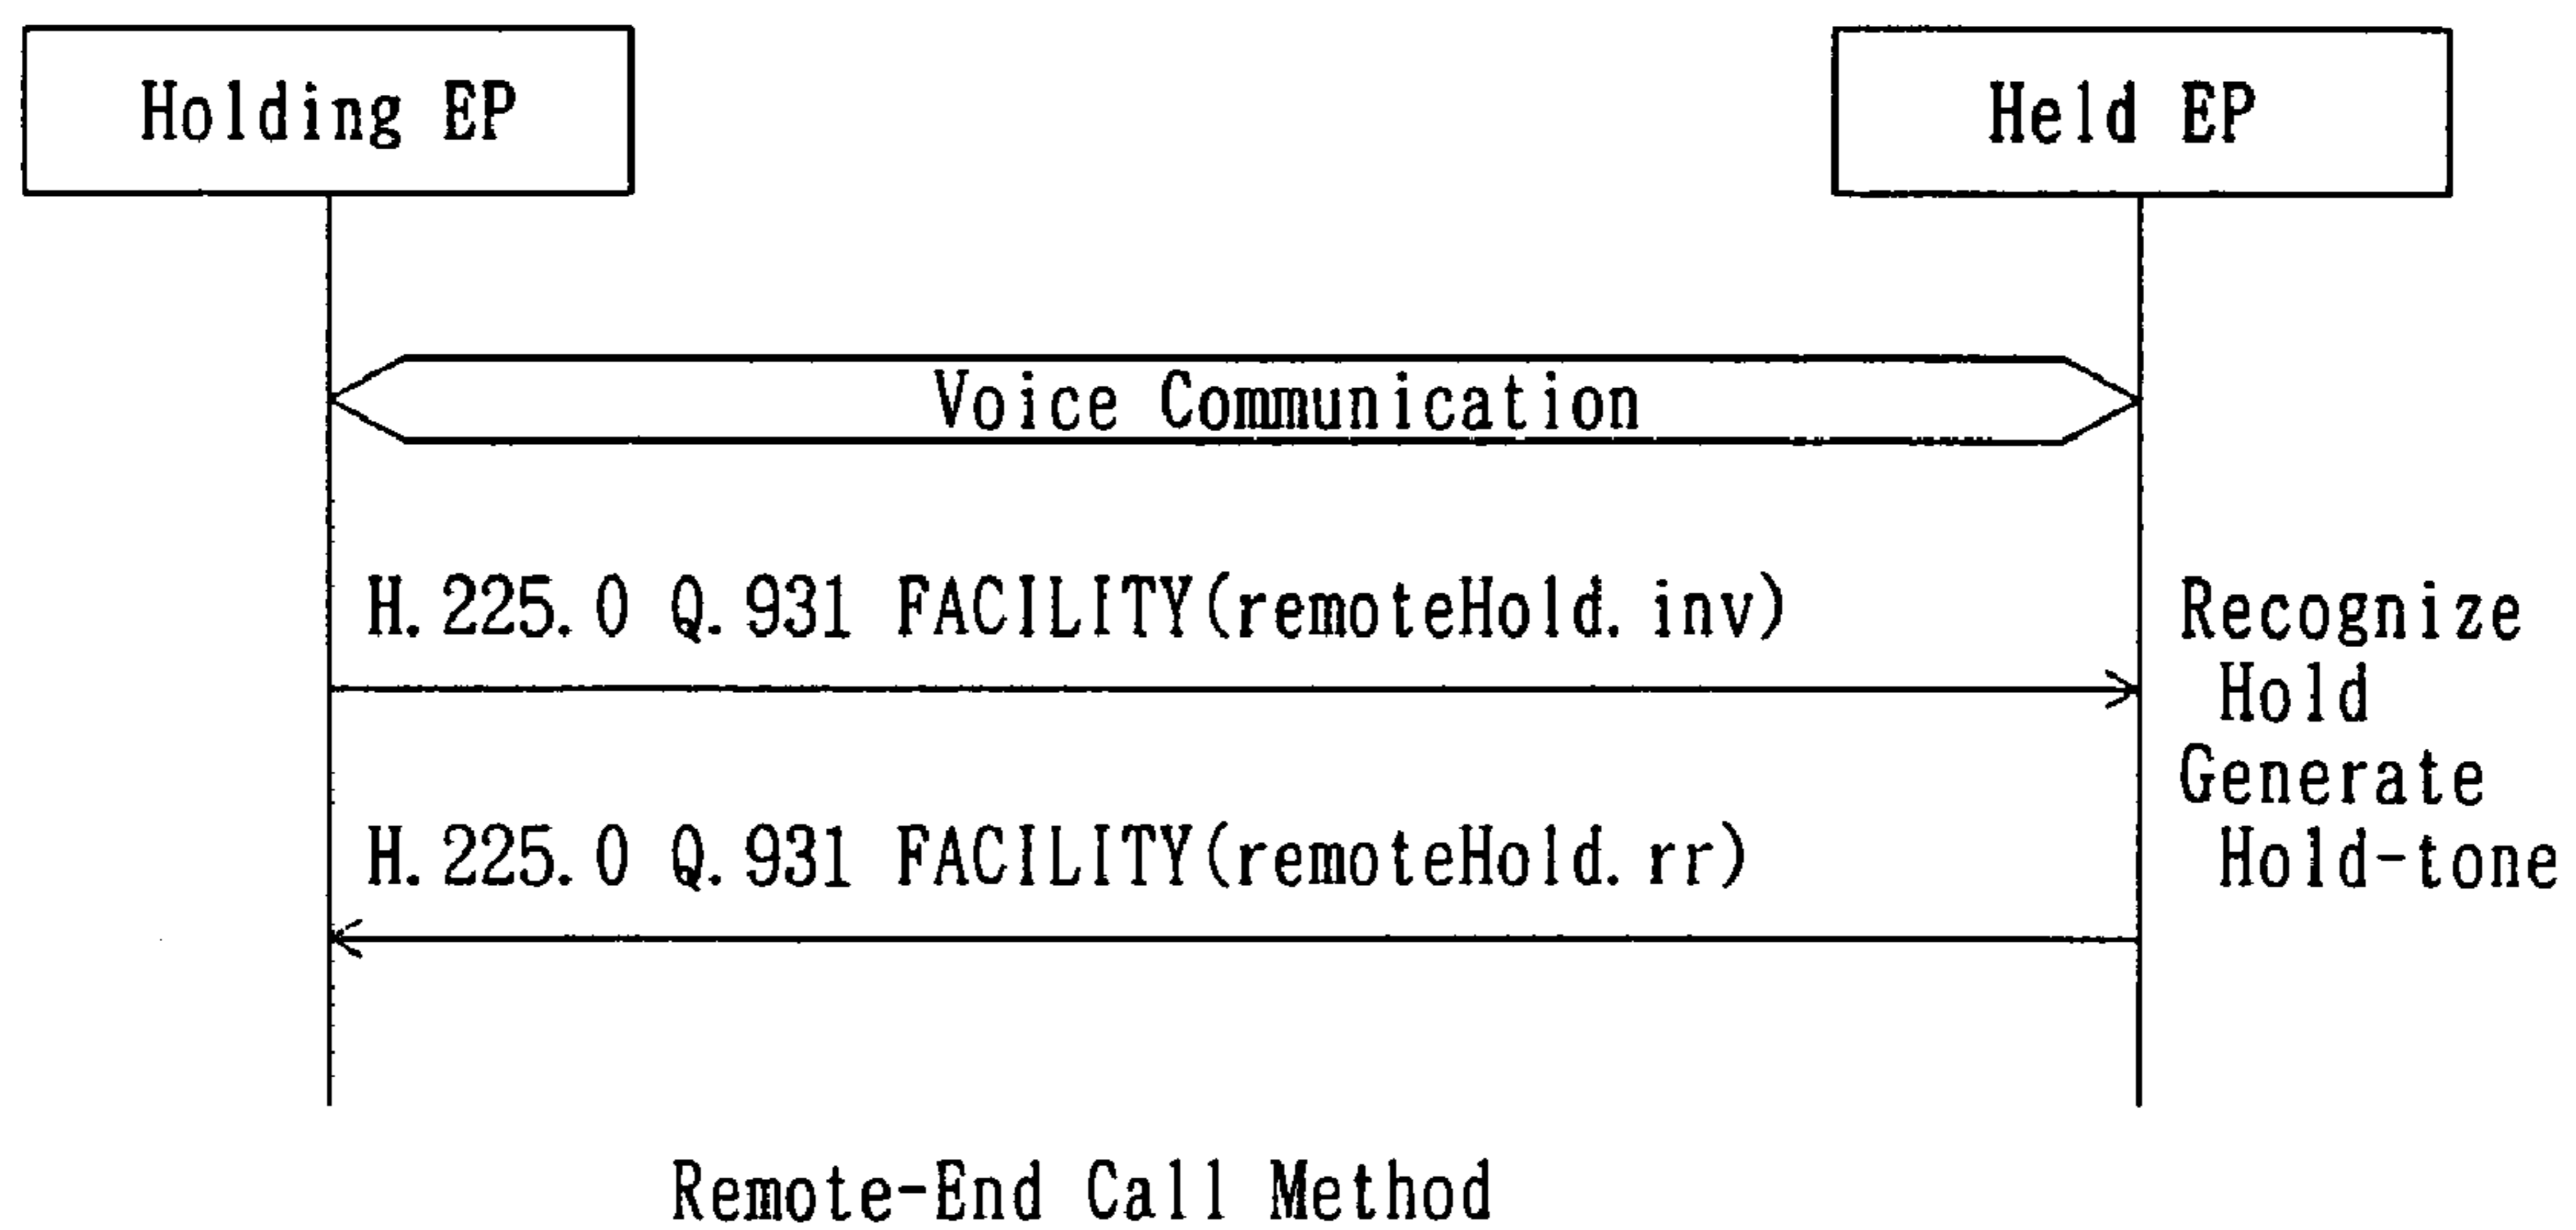 Holding EP
Held EP
Voice Communication
H.225.0 Q.931 FACILITY(remoteHold.inv)
Recognize
Hold
Generate
Hold-tone
H.225.0 Q.931 FACILITY(remoteHold.rr)
Remote-End Call Method